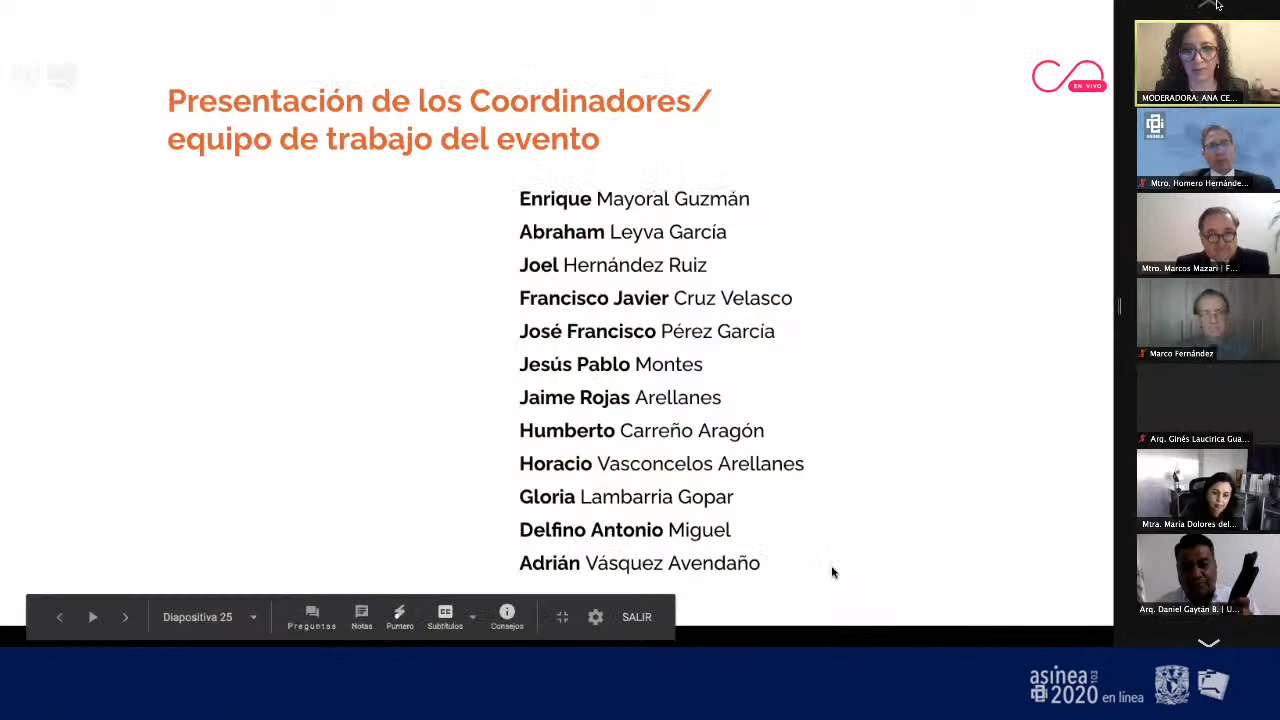 Presentación de los Coordinadores/
equipo de trabajo del evento
EN VIVO
Enrique Mayoral Guzmán
Abraham Leyva García
Joel Hernández Ruiz
Francisco Javier Cruz Velasco
José Francisco Pérez García
Jesús Pablo Montes
Jaime Rojas Arellanes
Humberto Carreño Aragón
Horacio Vasconcelos Arellanes
Gloria Lambarria Gopar
Delfino Antonio Miguel
Adrián Vásquez Avendaño
Diapositiva 25
Preguntas
Notas
Puntero
Subtítulos
Consejos
SALIR
MODERADORA: ANA CE...
ASINEA
Mtro. Homero Hernánde...
Mtro. Marcos Mazari | F...
Marco Fernández
Arq. Ginés Laucirica Gua...
Mtra. María Dolores del...
Arq. Daniel Gaytán B. | U...
asinea 103
2020 en línea